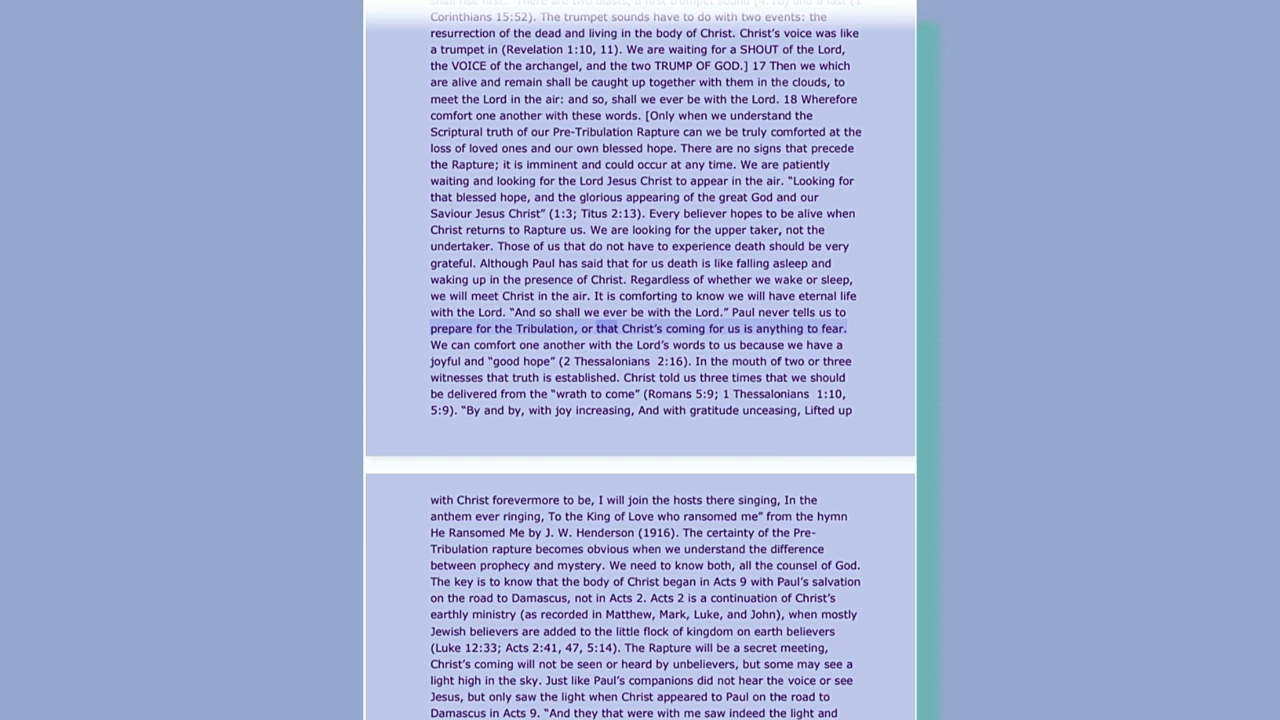 shall rise first." There are two blasts, a first trumpet sound (4:16) and a last (1
Corinthians 15:52). The trumpet sounds have to do with two events: the
resurrection of the dead and living in the body of Christ. Christ’s voice was like
a trumpet in (Revelation 1:10, 11). We are waiting for a SHOUT of the Lord,
the VOICE of the archangel, and the two TRUMP OF GOD.] 17 Then we which
are alive and remain shall be caught up together with them in the clouds, to
meet the Lord in the air: and so, shall we ever be with the Lord. 18 Wherefore
comfort one another with these words. [Only when we understand the
Scriptural truth of our Pre-Tribulation Rapture can we be truly comforted at the
loss of loved ones and our own blessed hope. There are no signs that precede
the Rapture; it is imminent and could occur at any time. We are patiently
waiting and looking for the Lord Jesus Christ to appear in the air. “Looking for
that blessed hope, and the glorious appearing of the great God and our
Saviour Jesus Christ” (1:3; Titus 2:13). Every believer hopes to be alive when
Christ returns to Rapture us. We are looking for the upper taker, not the
undertaker. Those of us that do not have to experience death should be very
grateful. Although Paul has said that for us death is like falling asleep and
waking up in the presence of Christ. Regardless of whether we wake or sleep,
we will meet Christ in the air. It is comforting to know we will have eternal life
with the Lord. “And so shall we ever be with the Lord.” Paul never tells us to
prepare for the Tribulation, or that Christ’s coming for us is anything to fear.
We can comfort one another with the Lord’s words to us because we have a
joyful and “good hope” (2 Thessalonians 2:16). In the mouth of two or three
witnesses that truth is established. Christ told us three times that we should
be delivered from the “wrath to come” (Romans 5:9; 1 Thessalonians 1:10,
5:9). “By and by, with joy increasing, And with gratitude unceasing, Lifted up
with Christ forevermore to be, I will join the hosts there singing, In the
anthem ever ringing, To the King of Love who ransomed me” from the hymn
He Ransomed Me by J. W. Henderson (1916). The certainty of the Pre-
Tribulation rapture becomes obvious when we understand the difference
between prophecy and mystery. We need to know both, all the counsel of God.
The key is to know that the body of Christ began in Acts 9 with Paul’s salvation
on the road to Damascus, not in Acts 2. Acts 2 is a continuation of Christ’s
earthly ministry (as recorded in Matthew, Mark, Luke, and John), when mostly
Jewish believers are added to the little flock of kingdom on earth believers
(Luke 12:33; Acts 2:41, 47, 5:14). The Rapture will be a secret meeting,
Christ’s coming will not be seen or heard by unbelievers, but some may see a
light high in the sky. Just like Paul’s companions did not hear the voice or see
Jesus, but only saw the light when Christ appeared to Paul on the road to
Damascus in Acts 9. “And they that were with me saw indeed the light and